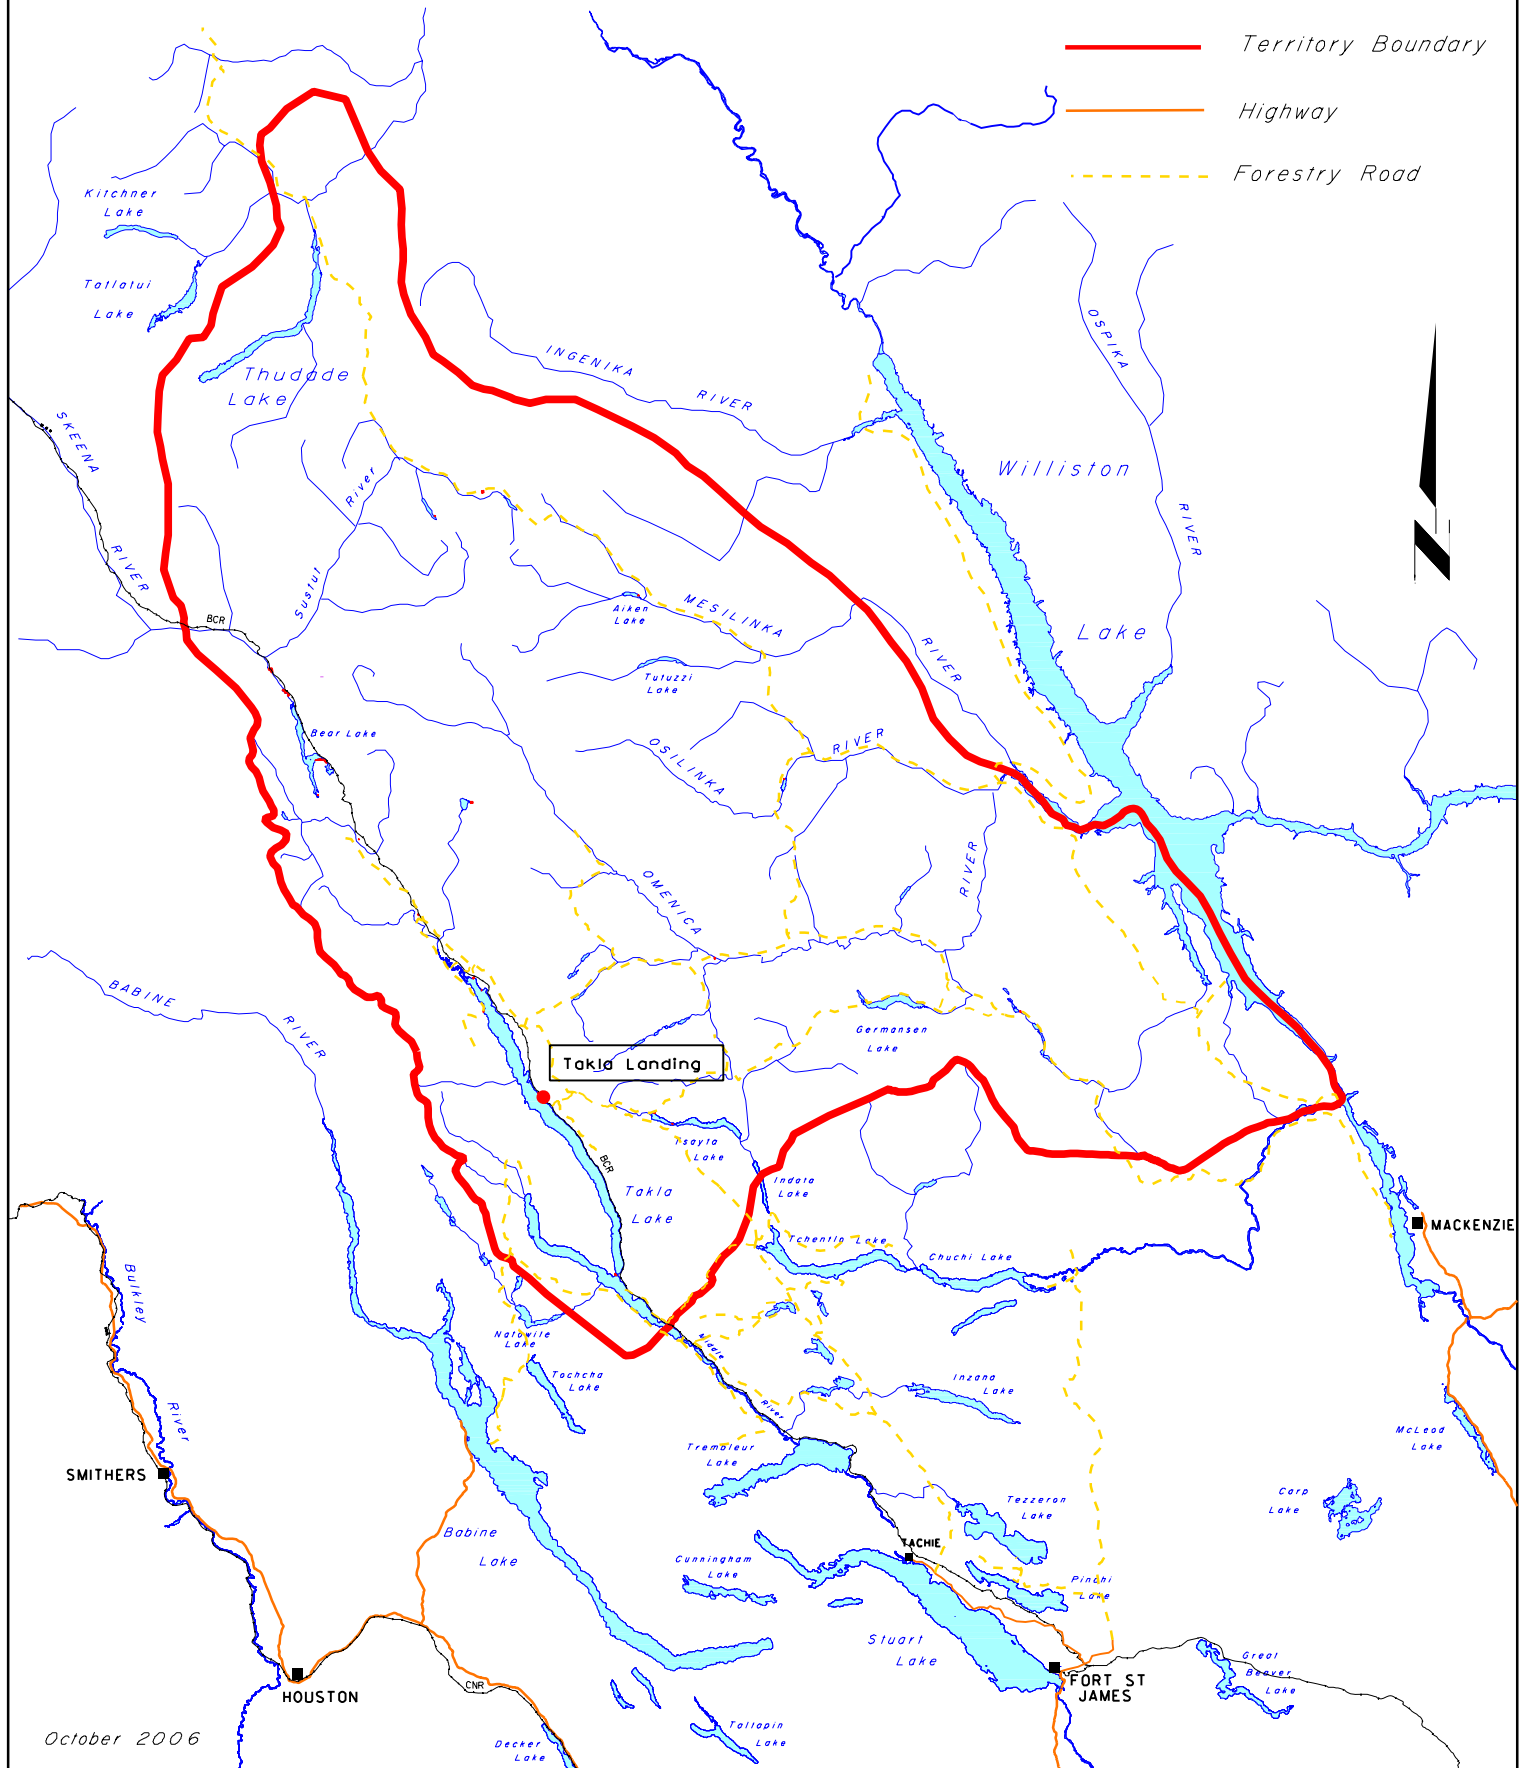 Territory Boundary
Highway
Forestry Road
Kitchner
Lake
Tatlatui
Lake
Thudade
Lake
INGENIKA
RIVER
OSPIKA
RIVER
SKEENA
RIVER
Williston
Lake
Sustut
River
N
BCR
Aiken
Lake
MESILINKA
RIVER
Tutuzzi
Lake
Bear Lake
OSILINKA
RIVER
OMENICA
RIVER
BABINE
RIVER
Germansen
Lake
Takla Landing
Tsayta
Lake
BCR
Takla
Lake
Indata
Lake
Tchentlo Lake
Chuchi Lake
MACKENZIE
Bulkley
River
Natowite
Lake
Middle
River
Tochcha
Lake
Inzana
Lake
McLeod
Lake
Trembleur
Lake
SMITHERS
Carp
Lake
Tezzeron
Lake
Babine
Lake
TACHIE
Cunningham
Lake
Pinchi
Lake
Stuart
Lake
Great
Beaver
Lake
FORT ST
JAMES
HOUSTON
CNR
Tallapin
Lake
Decker
Lake
October 2006